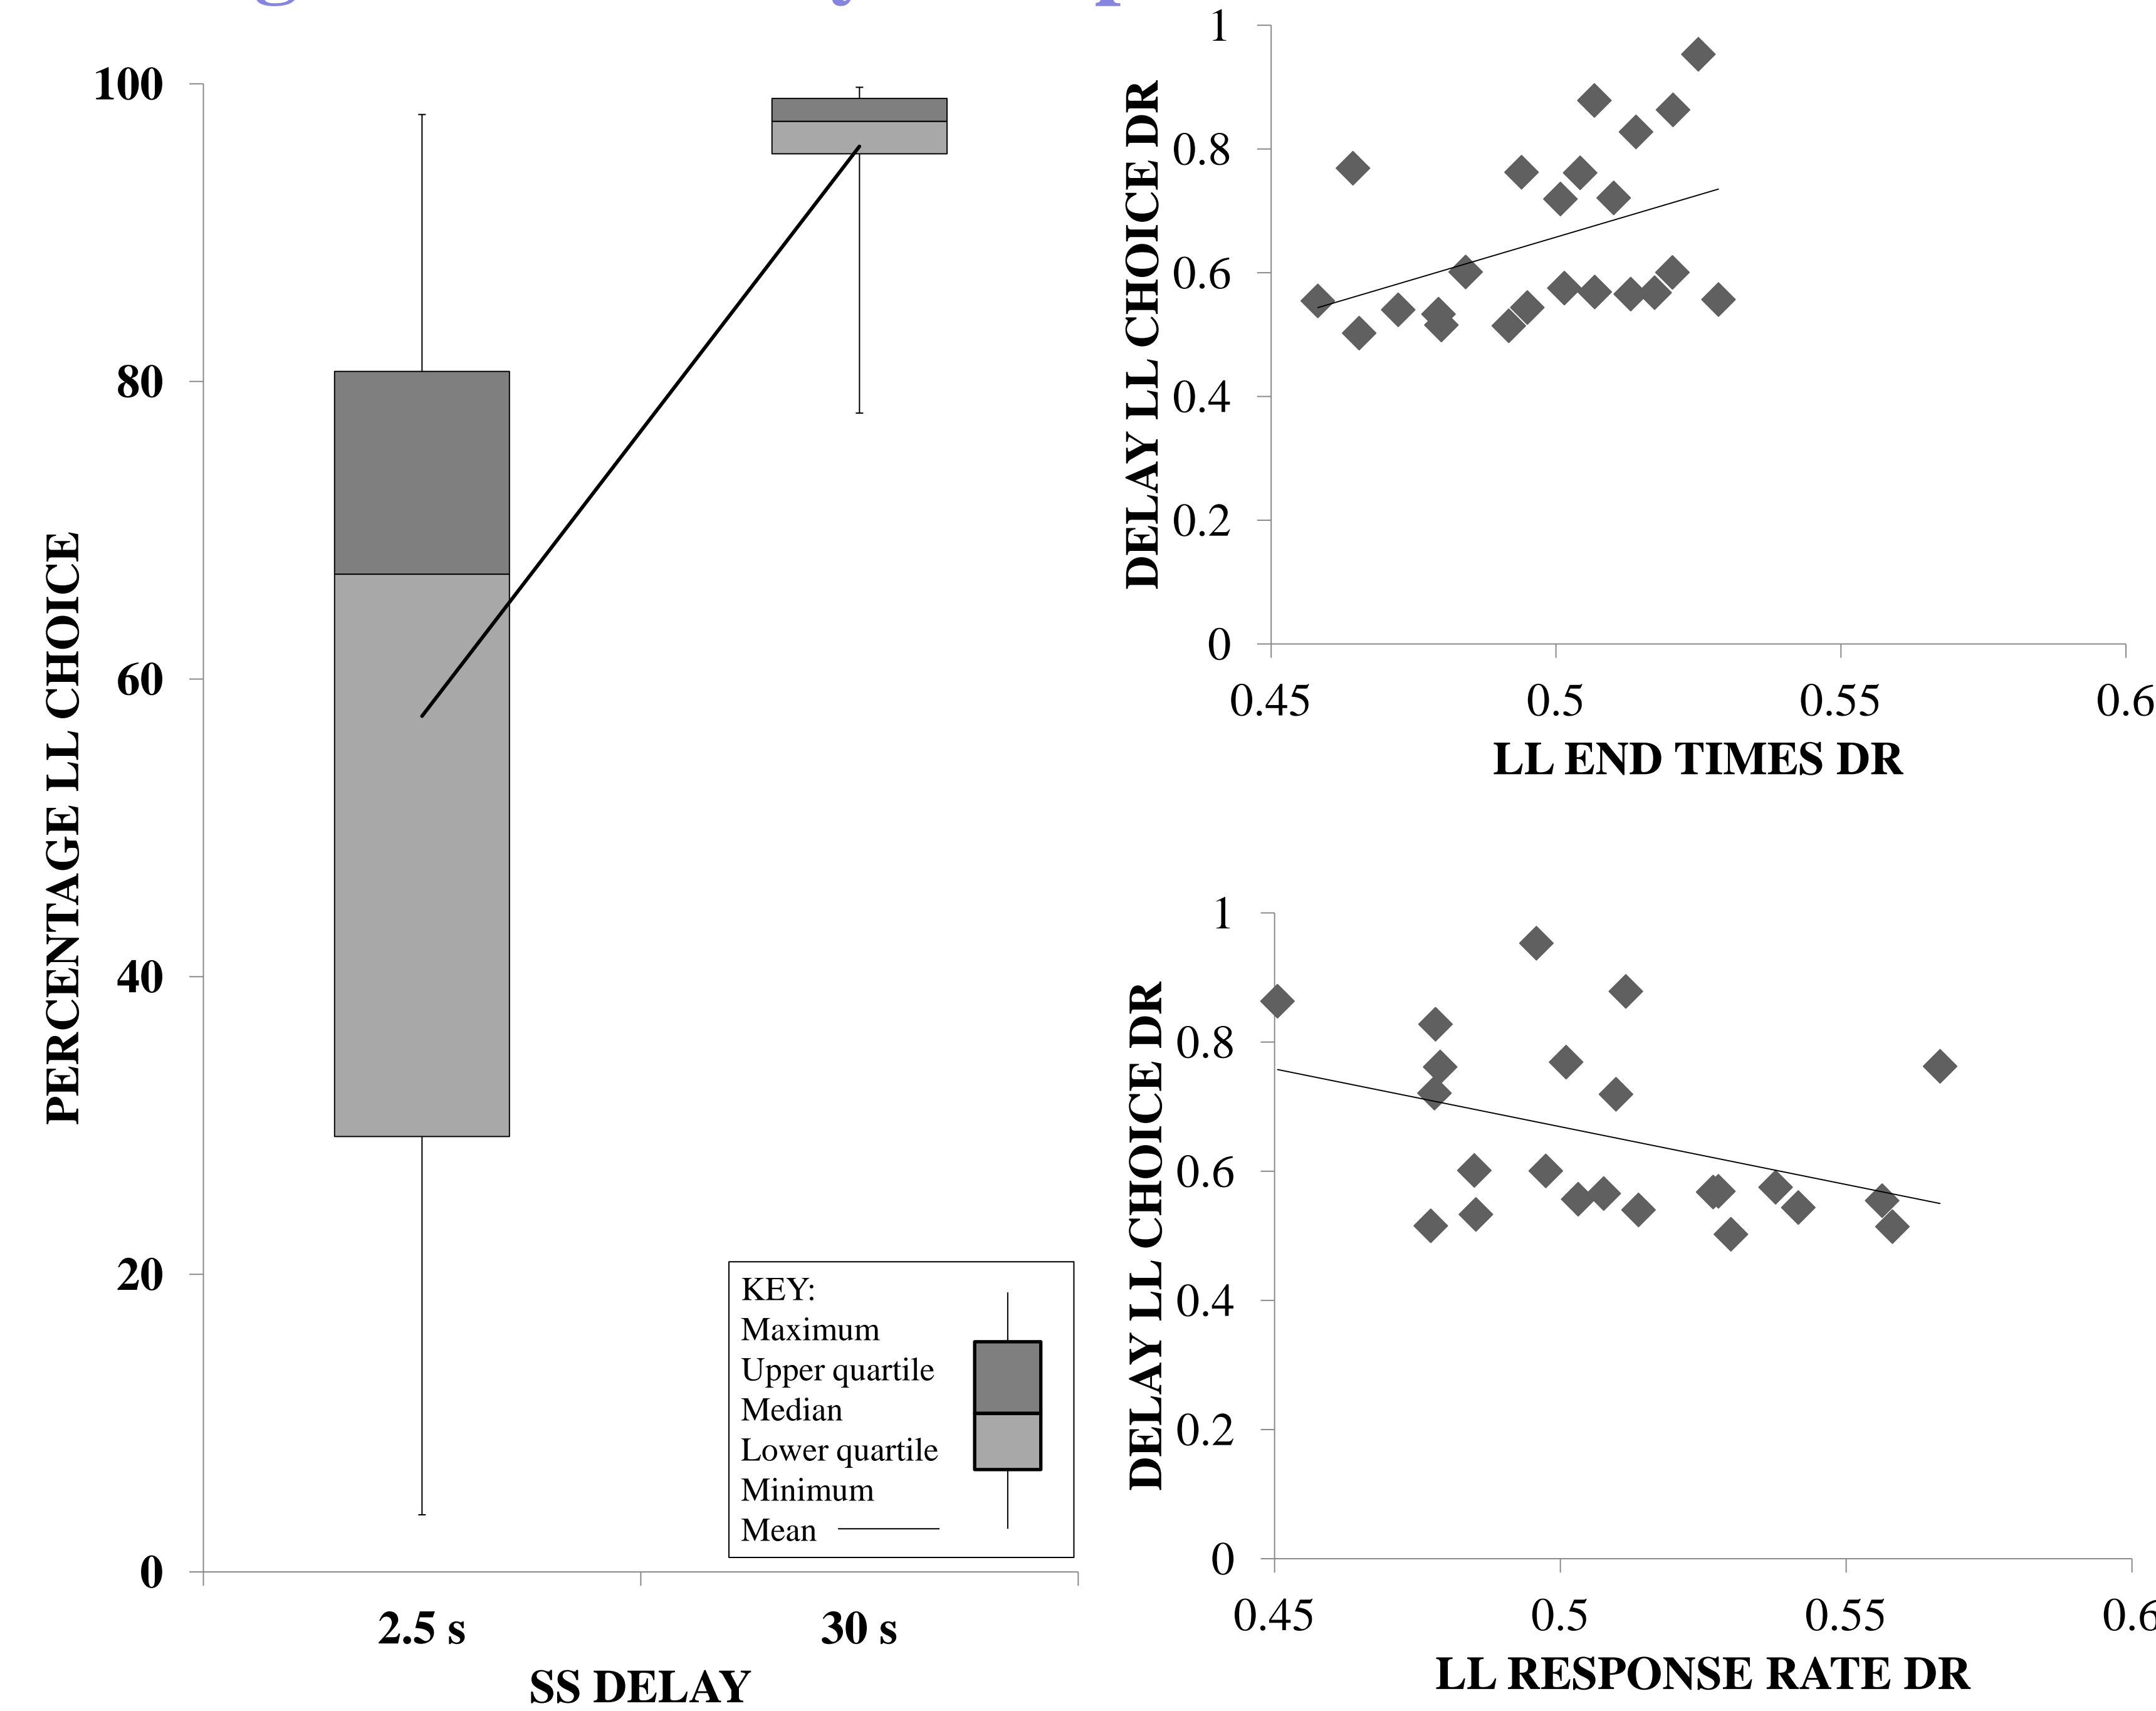 100
80
60
40
20
0
PERCENTAGE LL CHOICE
2.5 s
30 s
SS DELAY
KEY:
Maximum
Upper quartile
Median
Lower quartile
Minimum
Mean
1
0.8
0.6
0.4
0.2
0
DELAY LL CHOICE DR
0.45
0.5
0.55
0.6
LL END TIMES DR
1
0.8
0.6
0.4
0.2
0
DELAY LL CHOICE DR
0.45
0.5
0.55
0.6
LL RESPONSE RATE DR